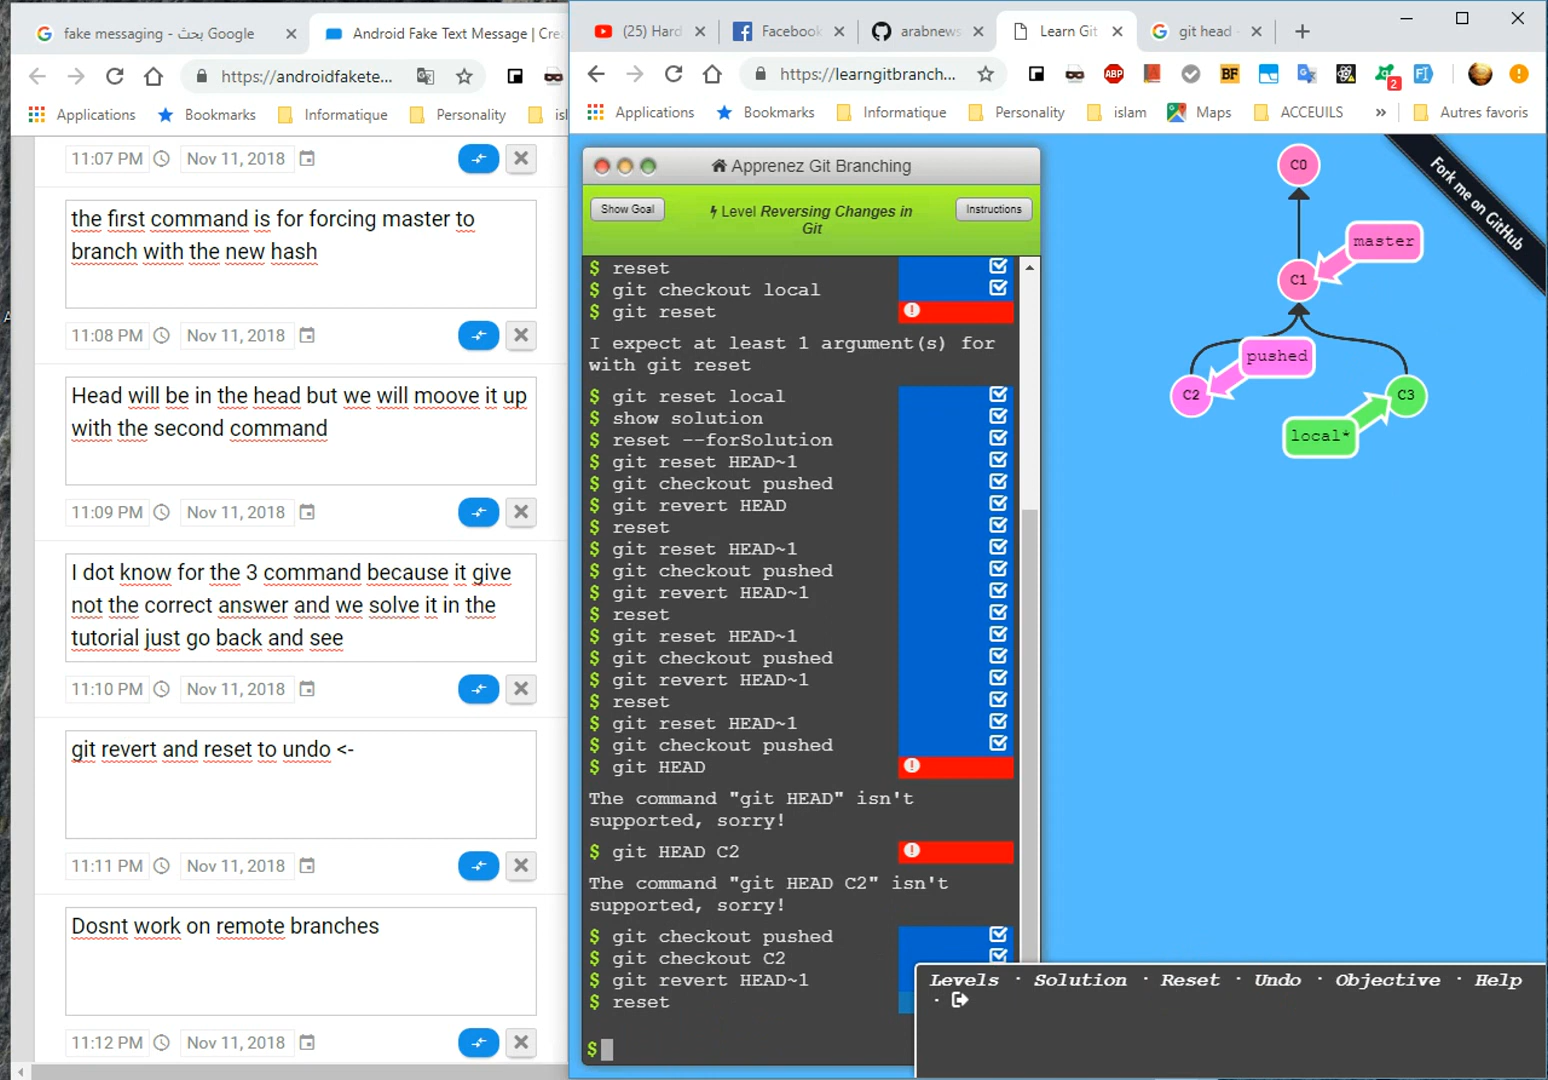 fake messaging - بحث Google
Android Fake Text Message | Cre
https://androidfakete...
Applications
Bookmarks
Informatique
Personality
isl
11:07 PM
Nov 11, 2018
the first command is for forcing master to
branch with the new hash
11:08 PM
Nov 11, 2018
Head will be in the head but we will moove it up
with the second command
11:09 PM
Nov 11, 2018
I dot know for the 3 command because it give
not the correct answer and we solve it in the
tutorial just go back and see
11:10 PM
Nov 11, 2018
git revert and reset to undo <-
11:11 PM
Nov 11, 2018
Dosnt work on remote branches
11:12 PM
Nov 11, 2018
(25) Hard
Facebook
arabnews
Learn Git
git head -
https://learngitbranch...
ABP
BF
2
Applications
Bookmarks
Informatique
Personality
islam
Maps
ACCEUILS
»
Autres favoris
Apprenez Git Branching
Show Goal
Level Reversing Changes in
Git
Instructions
$ reset
$ git checkout local
$ git reset
I expect at least 1 argument(s) for
with git reset
$ git reset local
$ show solution
$ reset --forSolution
$ git reset HEAD~1
$ git checkout pushed
$ git revert HEAD
$ reset
$ git reset HEAD~1
$ git checkout pushed
$ git revert HEAD~1
$ reset
$ git reset HEAD~1
$ git checkout pushed
$ git revert HEAD~1
$ reset
$ git reset HEAD~1
$ git checkout pushed
$ git HEAD
The command "git HEAD" isn't
supported, sorry!
$ git HEAD C2
The command "git HEAD C2" isn't
supported, sorry!
$ git checkout pushed
$ git checkout C2
$ git revert HEAD~1
$ reset
$
C0
master
C1
pushed
C2
C3
local*
Fork me on GitHub
Levels · Solution · Reset · Undo · Objective · Help
·